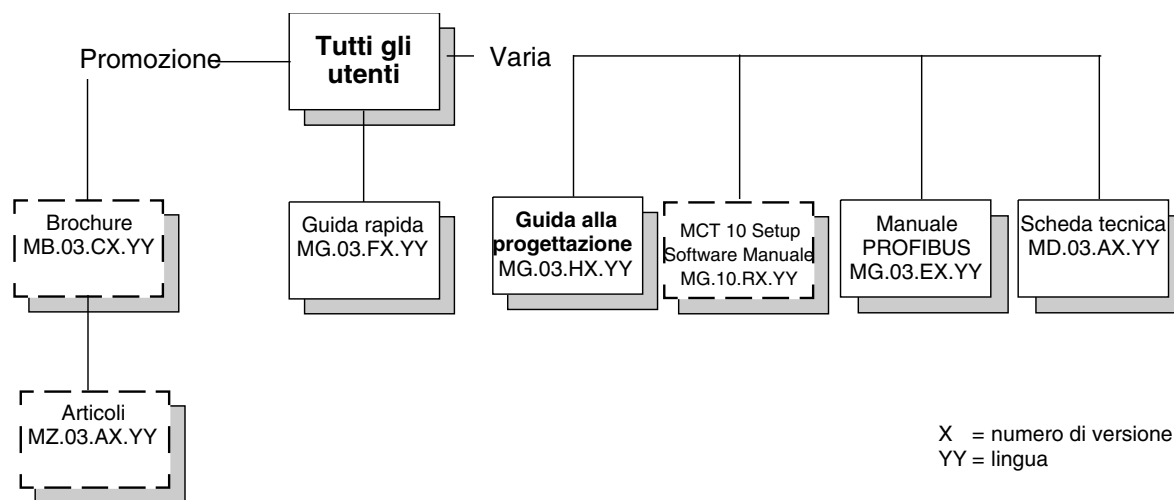 Promozione
Tutti gli
utenti
Varia
Brochure
MB.03.CX.YY
Guida rapida
MG.03.FX.YY
Guida alla
progettazione
MG.03.HX.YY
MCT 10 Setup
Software Manuale
MG.10.RX.YY
Manuale
PROFIBUS
MG.03.EX.YY
Scheda tecnica
MD.03.AX.YY
Articoli
MZ.03.AX.YY
X = numero di versione
YY = lingua